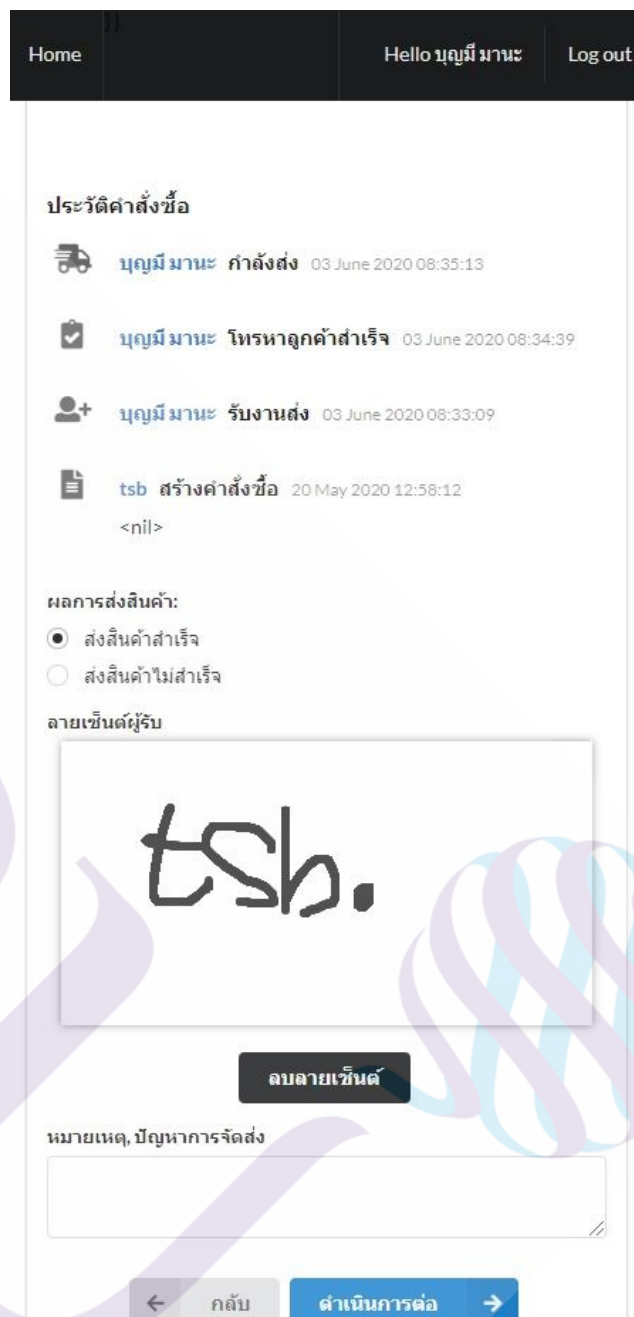 }}
Home Hello บุญมี มานะ Log out
ประวัติคำสั่งซื้อ
บุญมี มานะ กำลังส่ง 03 June 2020 08:35:13
บุญมี มานะ โทรหาลูกค้าสำเร็จ 03 June 2020 08:34:39
บุญมี มานะ รับงานส่ง 03 June 2020 08:33:09
tsb สร้างคำสั่งซื้อ 20 May 2020 12:58:12
<nil>
ผลการส่งสินค้า:
ส่งสินค้าสำเร็จ
ส่งสินค้าไม่สำเร็จ
ลายเซ็นต์ผู้รับ
tsb.
ลบลายเซ็นต์
หมายเหตุ, ปัญหาการจัดส่ง
กลับ ดำเนินการต่อ